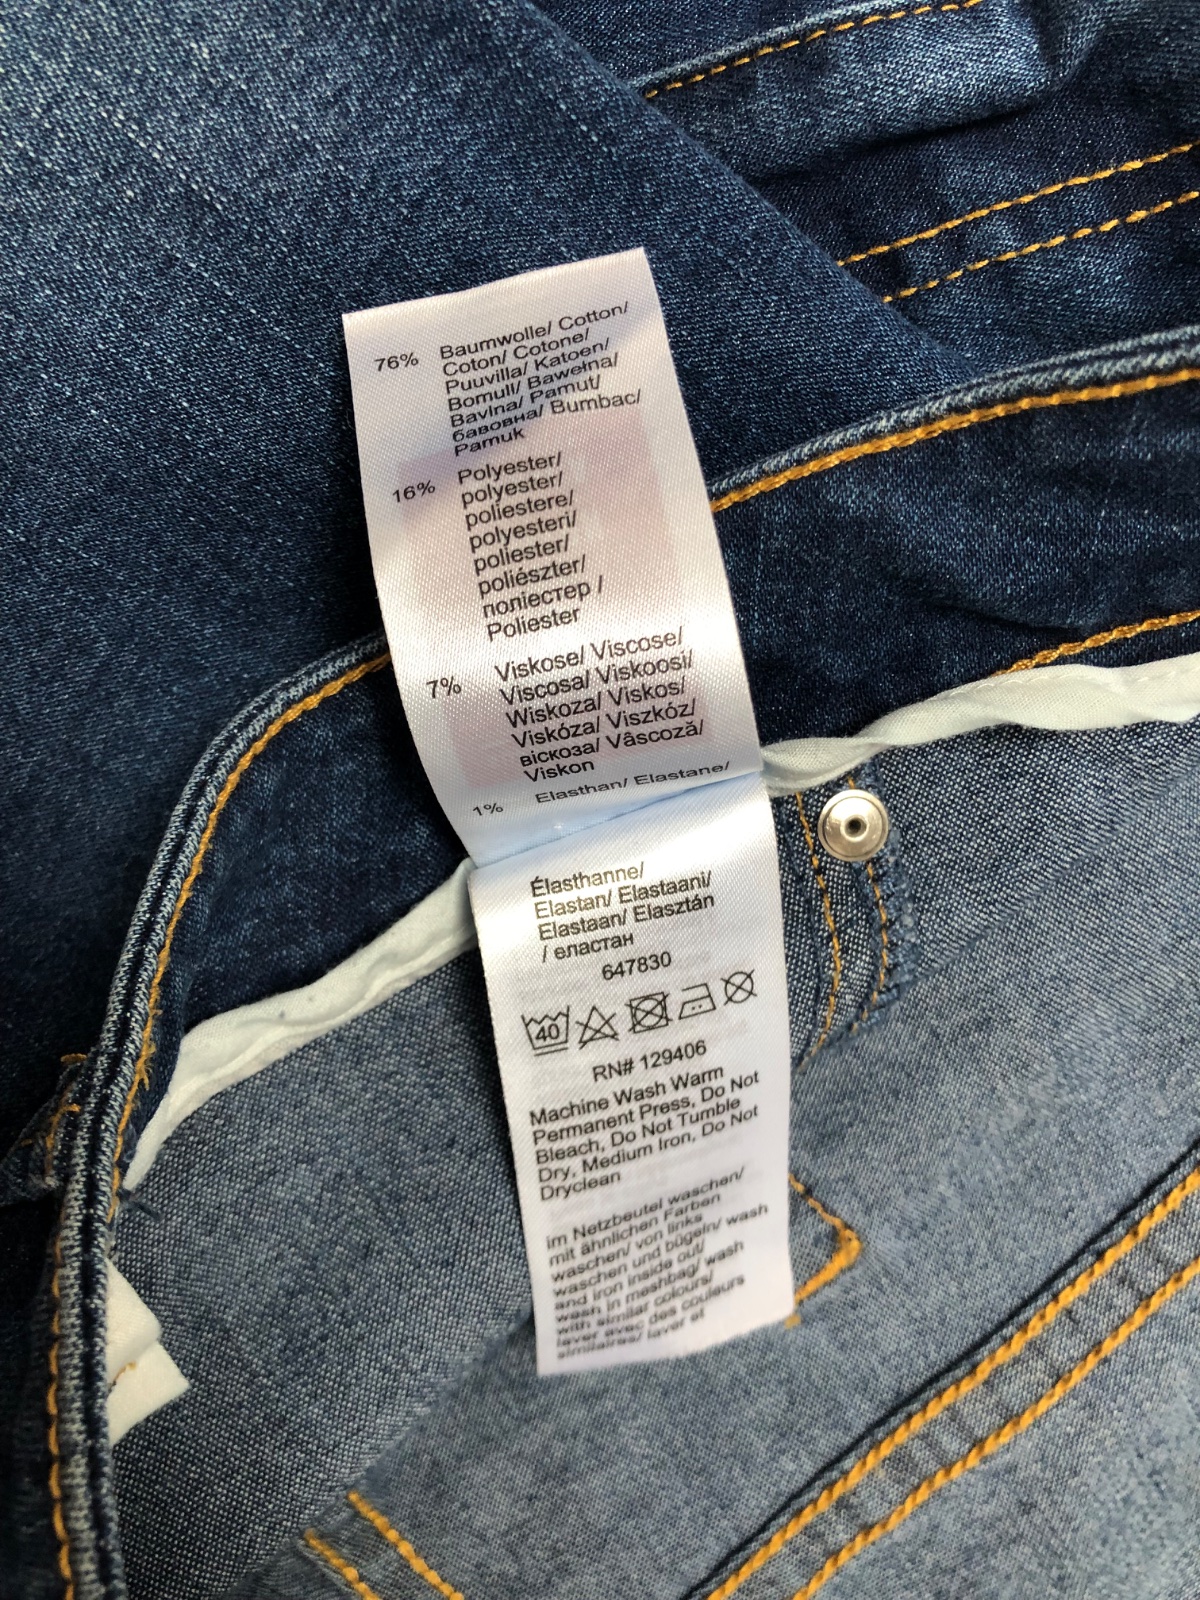 76% Baumwolle/ Cotton/
Coton/ Cotone/
Puuvilla/ Katoen/
Bomull/ Bawełna/
Bavlna/ Pamut/
бавовна/ Bumbac/
Pamuk
16% Polyester/
polyester/
poliestere/
polyesteri/
poliester/
poliészter/
поліестер /
Poliester
7% Viskose/ Viscose/
Viscosa/ Viskoosi/
Wiskoza/ Viskos/
Viskóza/ Viszkóz/
віскоза/ Vâscoză/
Viskon
1% Elasthan/ Elastane/
Élasthanne/
Elastan/ Elastaani/
Elastaan/ Elasztán
/ еластан
647830
40
RN# 129406
Machine Wash Warm
Permanent Press, Do Not
Bleach, Do Not Tumble
Dry, Medium Iron, Do Not
Dryclean
im Netzbeutel waschen/
mit ähnlichen Farben
waschen/ von links
waschen und bügeln/ wash
and iron inside out/
wash in meshbag/ wash
with similar colours/
laver avec des couleurs
similaires/ laver et